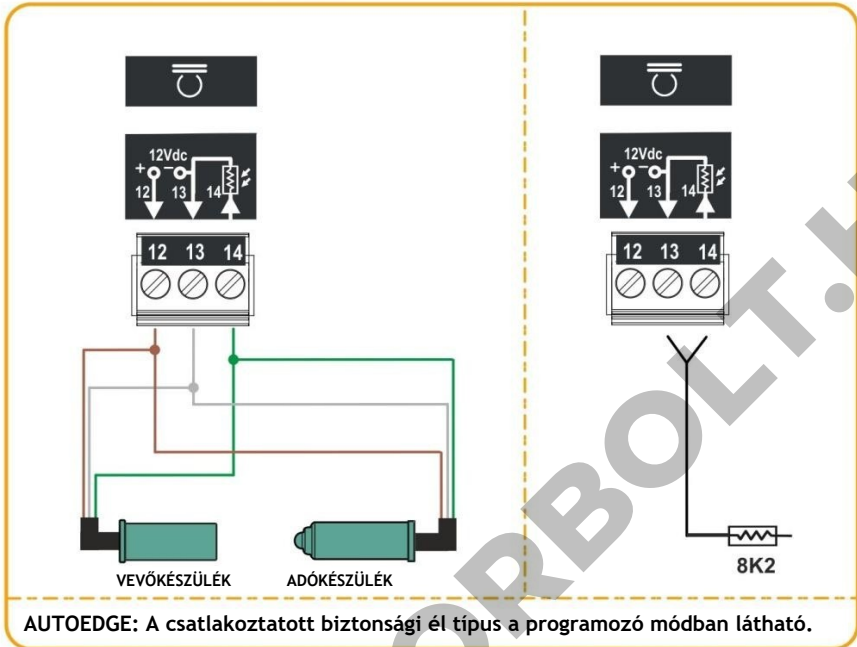 12Vdc
+ −
12 13 14
12 13 14
VEVŐKÉSZÜLÉK ADÓKÉSZÜLÉK
12Vdc
+ −
12 13 14
12 13 14
8K2
AUTOEDGE: A csatlakoztatott biztonsági él típus a programozó módban látható.
ORBOLT.H